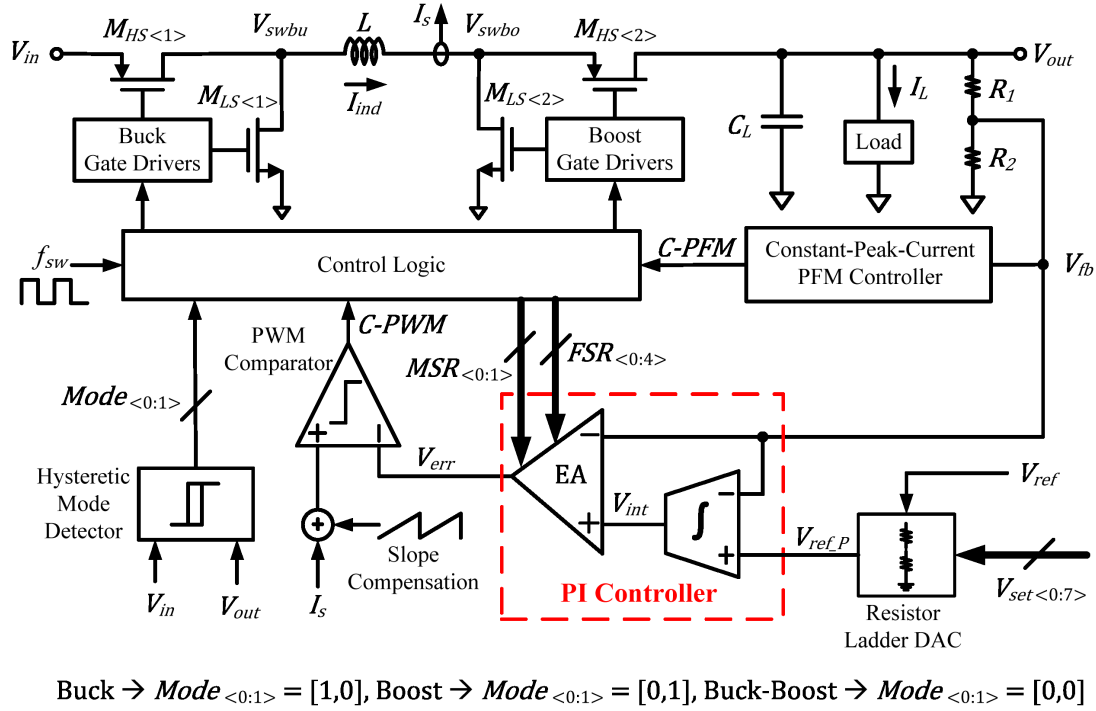 M_HS<1>
V_swbu
L
I_s
V_swbo
M_HS<2>
V_in
V_out
M_LS<1>
I_ind
M_LS<2>
I_L
R_1
Buck
Gate Drivers
Boost
Gate Drivers
C_L
Load
R_2
f_sw
Control Logic
C-PFM
Constant-Peak-Current
PFM Controller
V_fb
PWM
Comparator
C-PWM
MSR<0:1>
FSR<0:4>
Mode<0:1>
+
−
V_err
EA
−
+
V_int
∫
−
+
V_ref
Hysteretic
Mode
Detector
+
Slope
Compensation
V_ref_P
V_set<0:7>
PI Controller
Resistor
Ladder DAC
V_in
V_out
I_s
Buck → Mode<0:1> = [1,0], Boost → Mode<0:1> = [0,1], Buck-Boost → Mode<0:1> = [0,0]